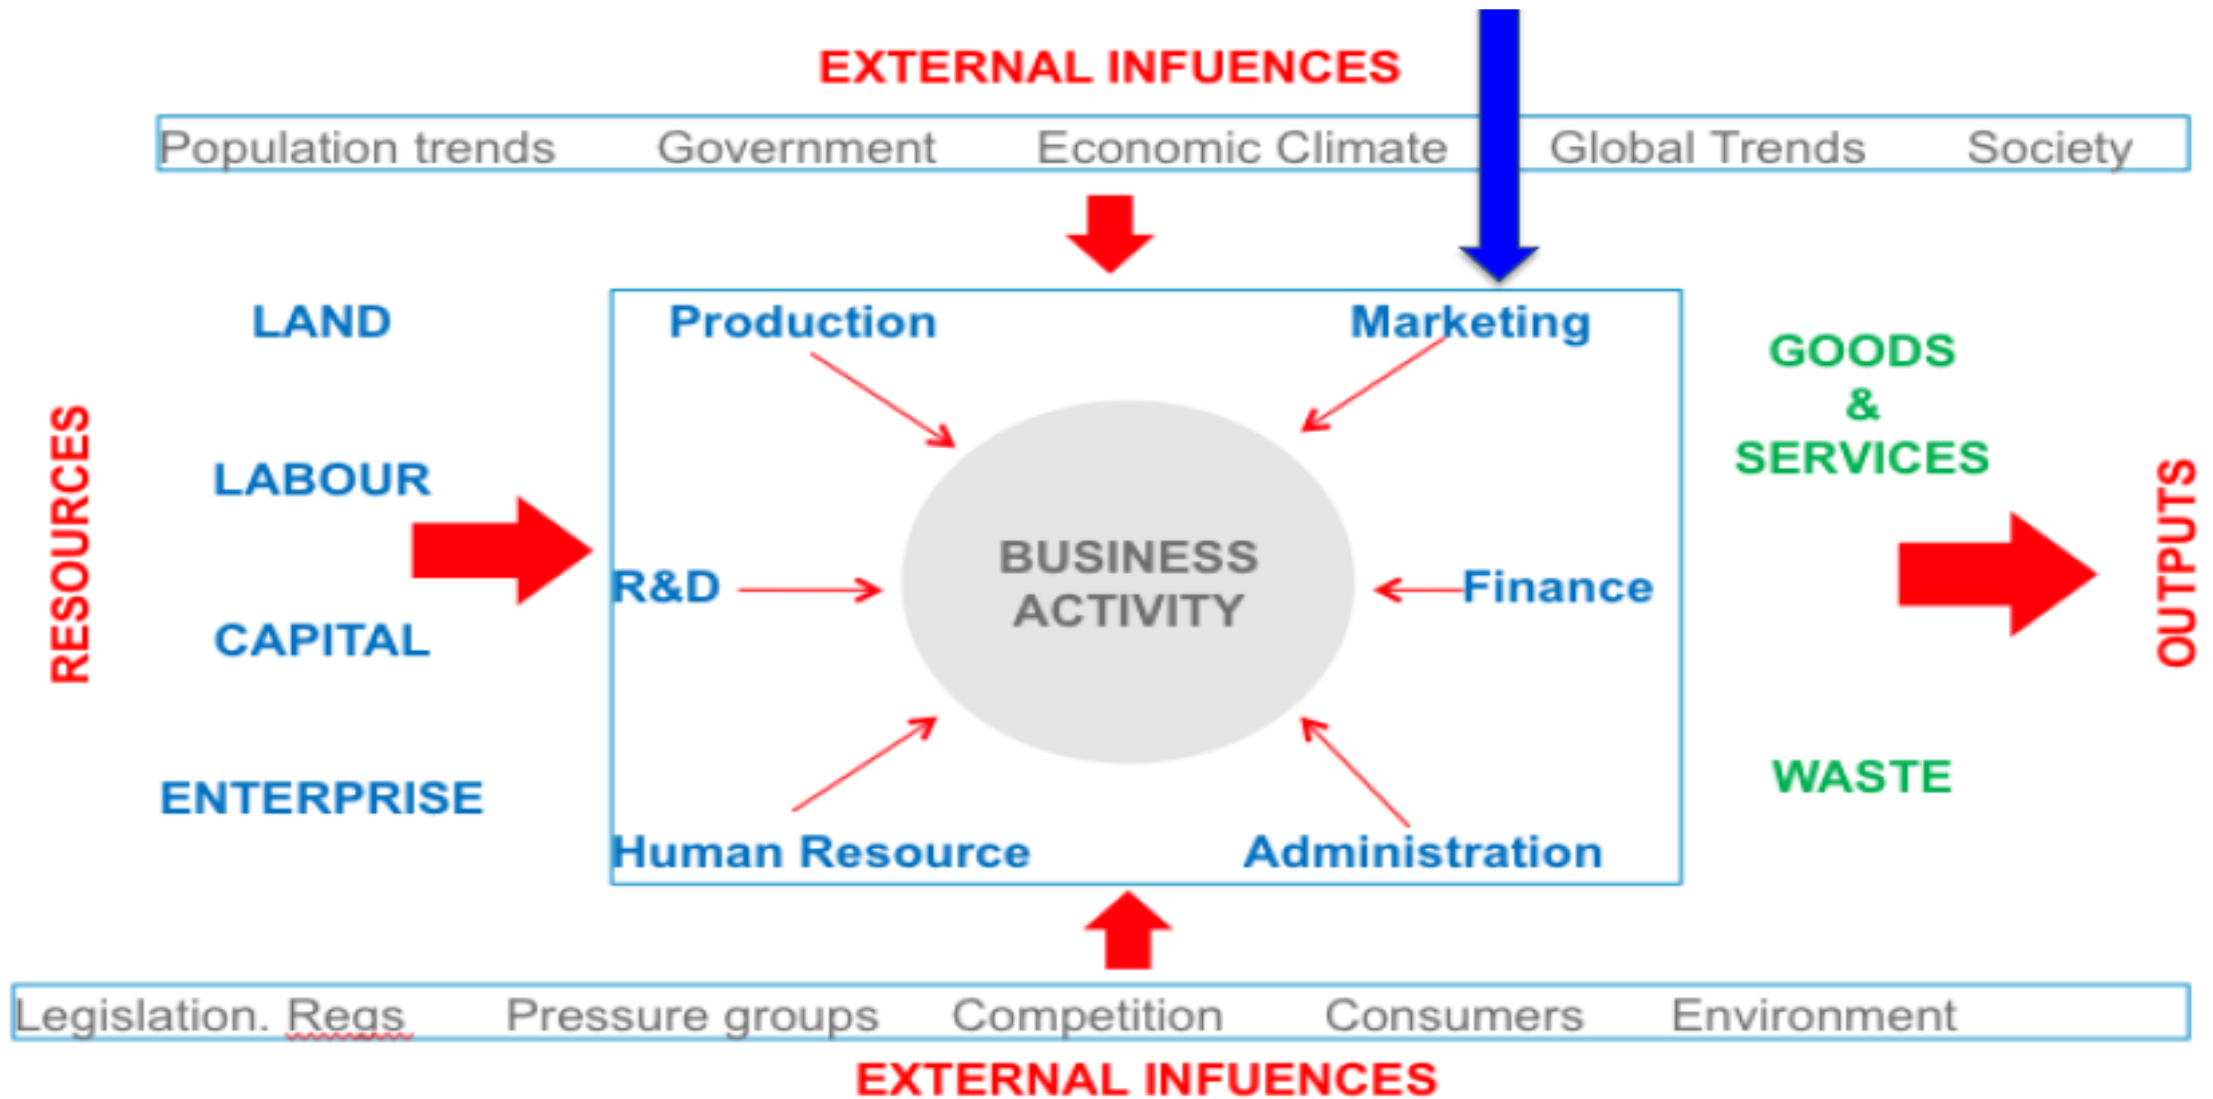 EXTERNAL INFUENCES
Population trends Government Economic Climate Global Trends Society
RESOURCES
LAND
LABOUR
CAPITAL
ENTERPRISE
Production
Marketing
R&D
BUSINESS
ACTIVITY
Finance
Human Resource
Administration
GOODS
&
SERVICES
WASTE
OUTPUTS
Legislation. Regs Pressure groups Competition Consumers Environment
EXTERNAL INFUENCES